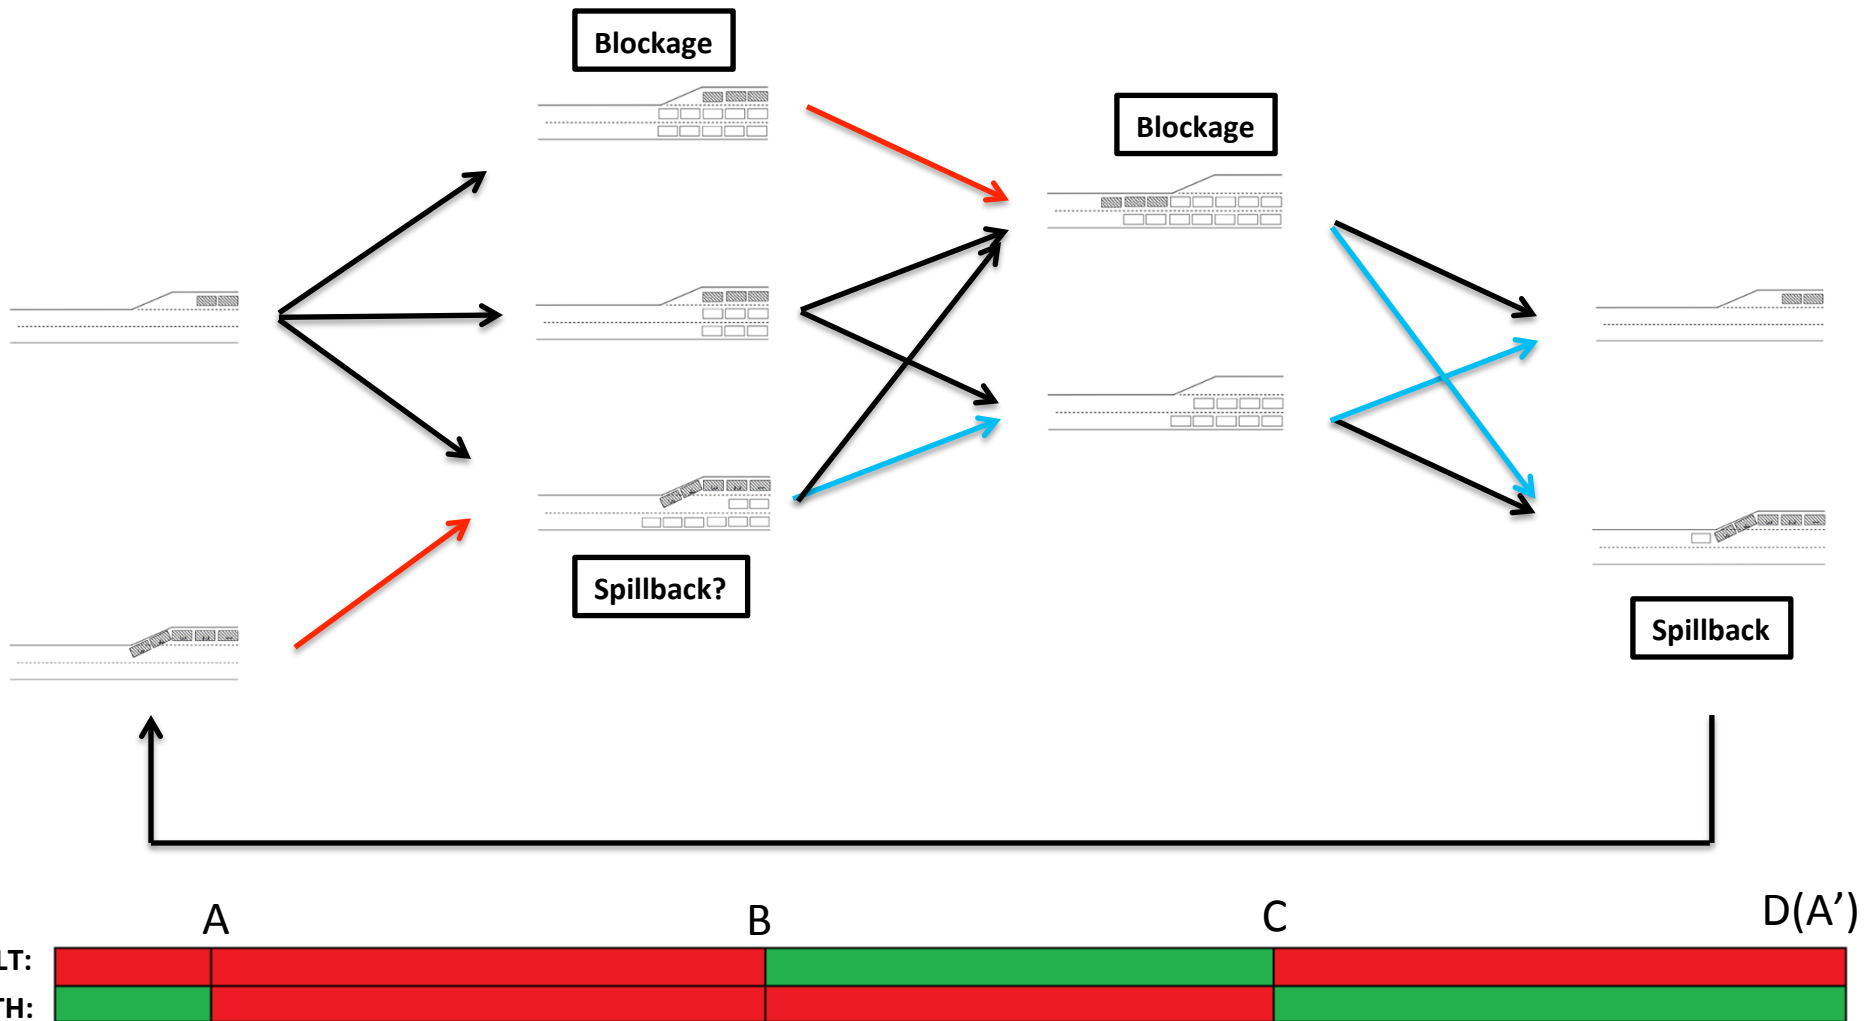 Blockage
Blockage
Spillback?
Spillback
A
B
C
D(A’)
LT:
TH: